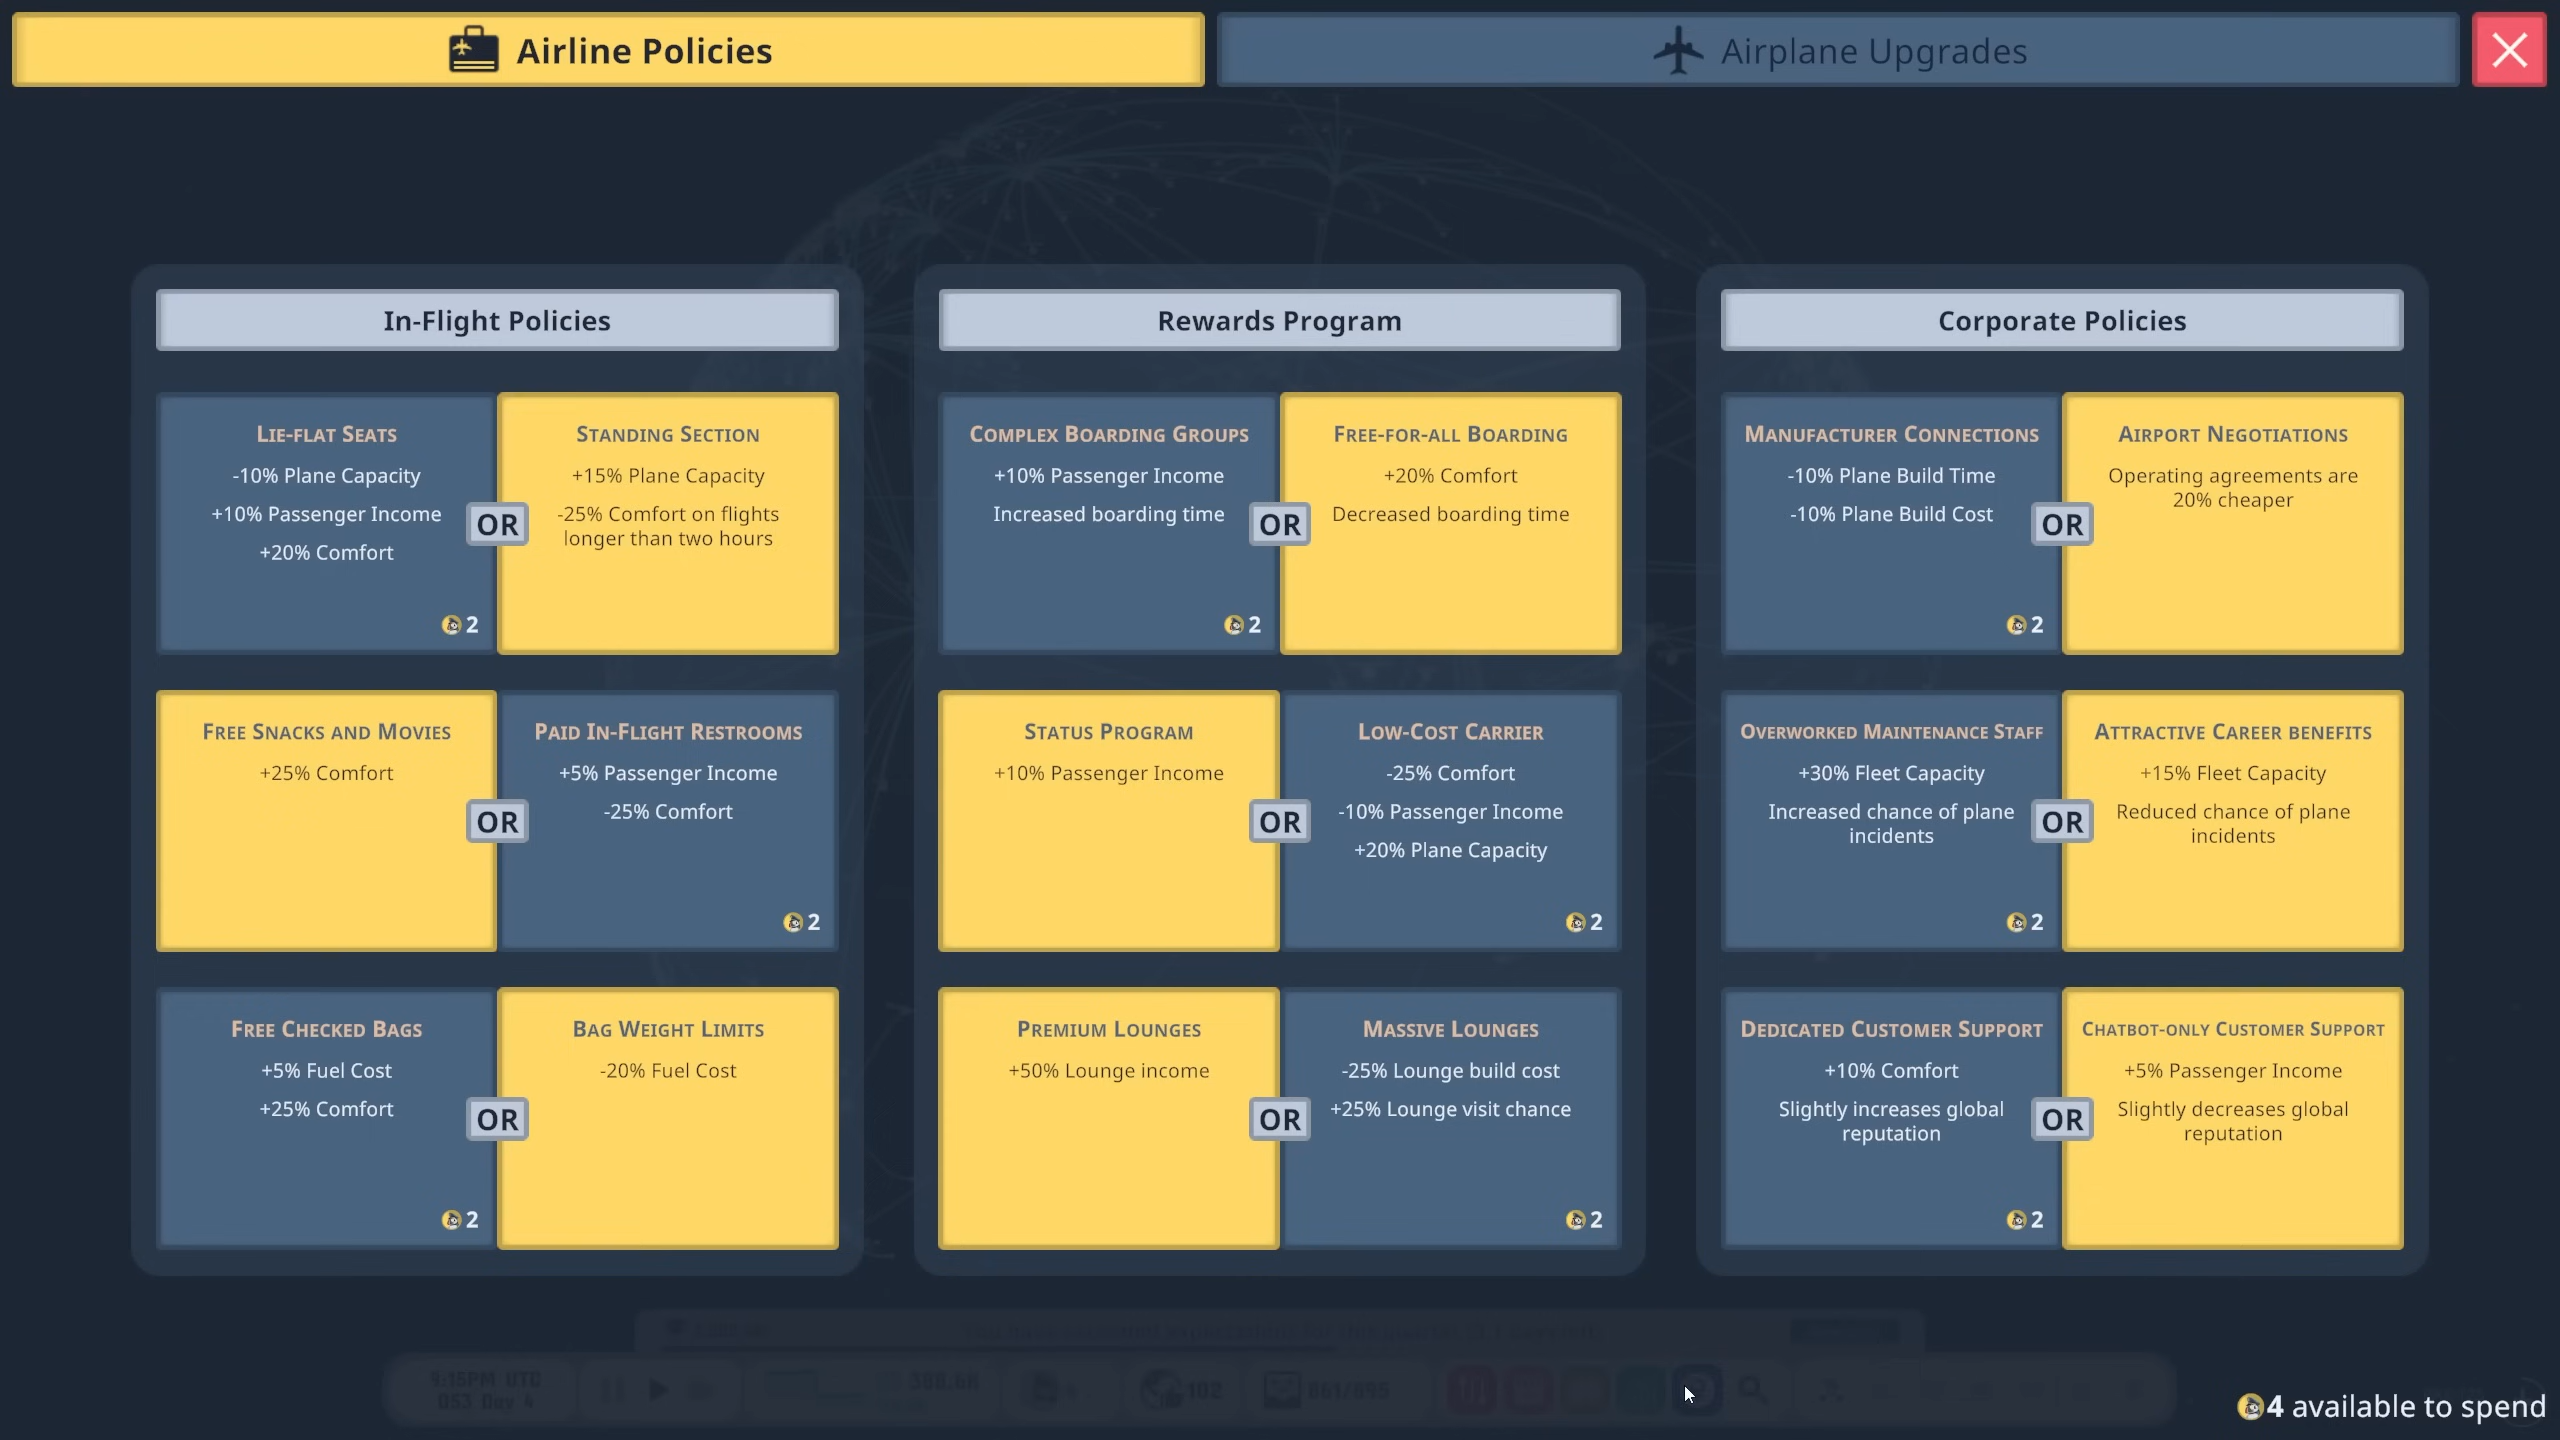 Airline Policies
Airplane Upgrades
In-Flight Policies
LIE-FLAT SEATS
-10% Plane Capacity
+10% Passenger Income
+20% Comfort
2
OR
STANDING SECTION
+15% Plane Capacity
-25% Comfort on flights
longer than two hours
FREE SNACKS AND MOVIES
+25% Comfort
OR
PAID IN-FLIGHT RESTROOMS
+5% Passenger Income
-25% Comfort
2
FREE CHECKED BAGS
+5% Fuel Cost
+25% Comfort
2
OR
BAG WEIGHT LIMITS
-20% Fuel Cost
Rewards Program
COMPLEX BOARDING GROUPS
+10% Passenger Income
Increased boarding time
2
OR
FREE-FOR-ALL BOARDING
+20% Comfort
Decreased boarding time
STATUS PROGRAM
+10% Passenger Income
OR
LOW-COST CARRIER
-25% Comfort
-10% Passenger Income
+20% Plane Capacity
2
PREMIUM LOUNGES
+50% Lounge income
OR
MASSIVE LOUNGES
-25% Lounge build cost
+25% Lounge visit chance
2
Corporate Policies
MANUFACTURER CONNECTIONS
-10% Plane Build Time
-10% Plane Build Cost
2
OR
AIRPORT NEGOTIATIONS
Operating agreements are
20% cheaper
OVERWORKED MAINTENANCE STAFF
+30% Fleet Capacity
Increased chance of plane
incidents
2
OR
ATTRACTIVE CAREER BENEFITS
+15% Fleet Capacity
Reduced chance of plane
incidents
DEDICATED CUSTOMER SUPPORT
+10% Comfort
Slightly increases global
reputation
2
OR
CHATBOT-ONLY CUSTOMER SUPPORT
+5% Passenger Income
Slightly decreases global
reputation
9:15PM UTC
053 Day 4
102
861/895
4 available to spend